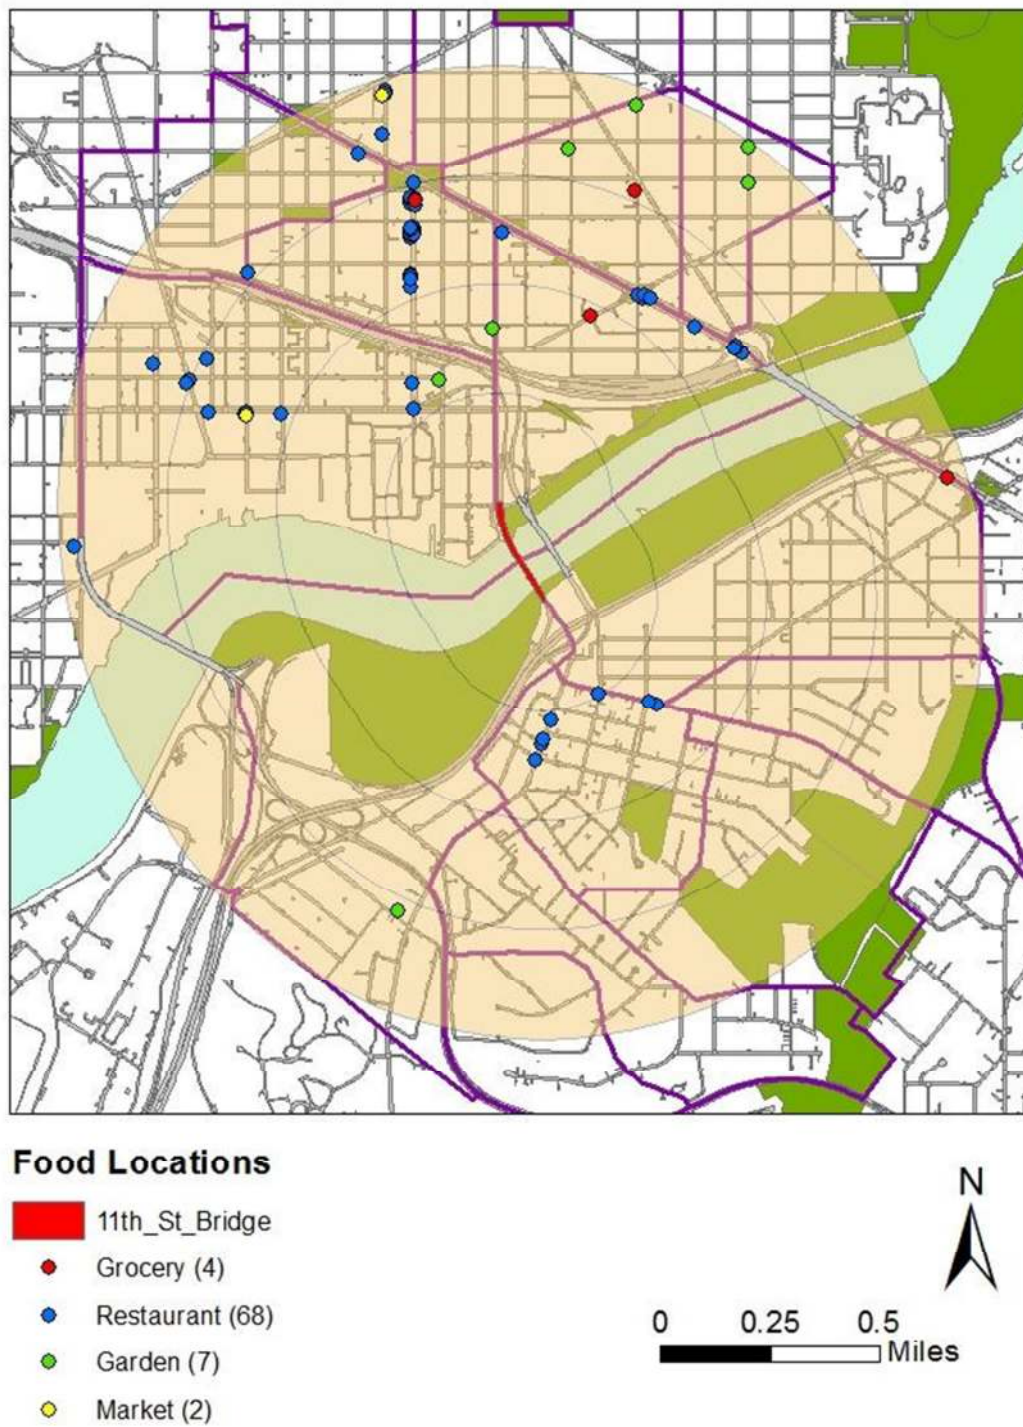 Food Locations
N
11th_St_Bridge
Grocery (4)
Restaurant (68)
0 0.25 0.5
Miles
Garden (7)
Market (2)